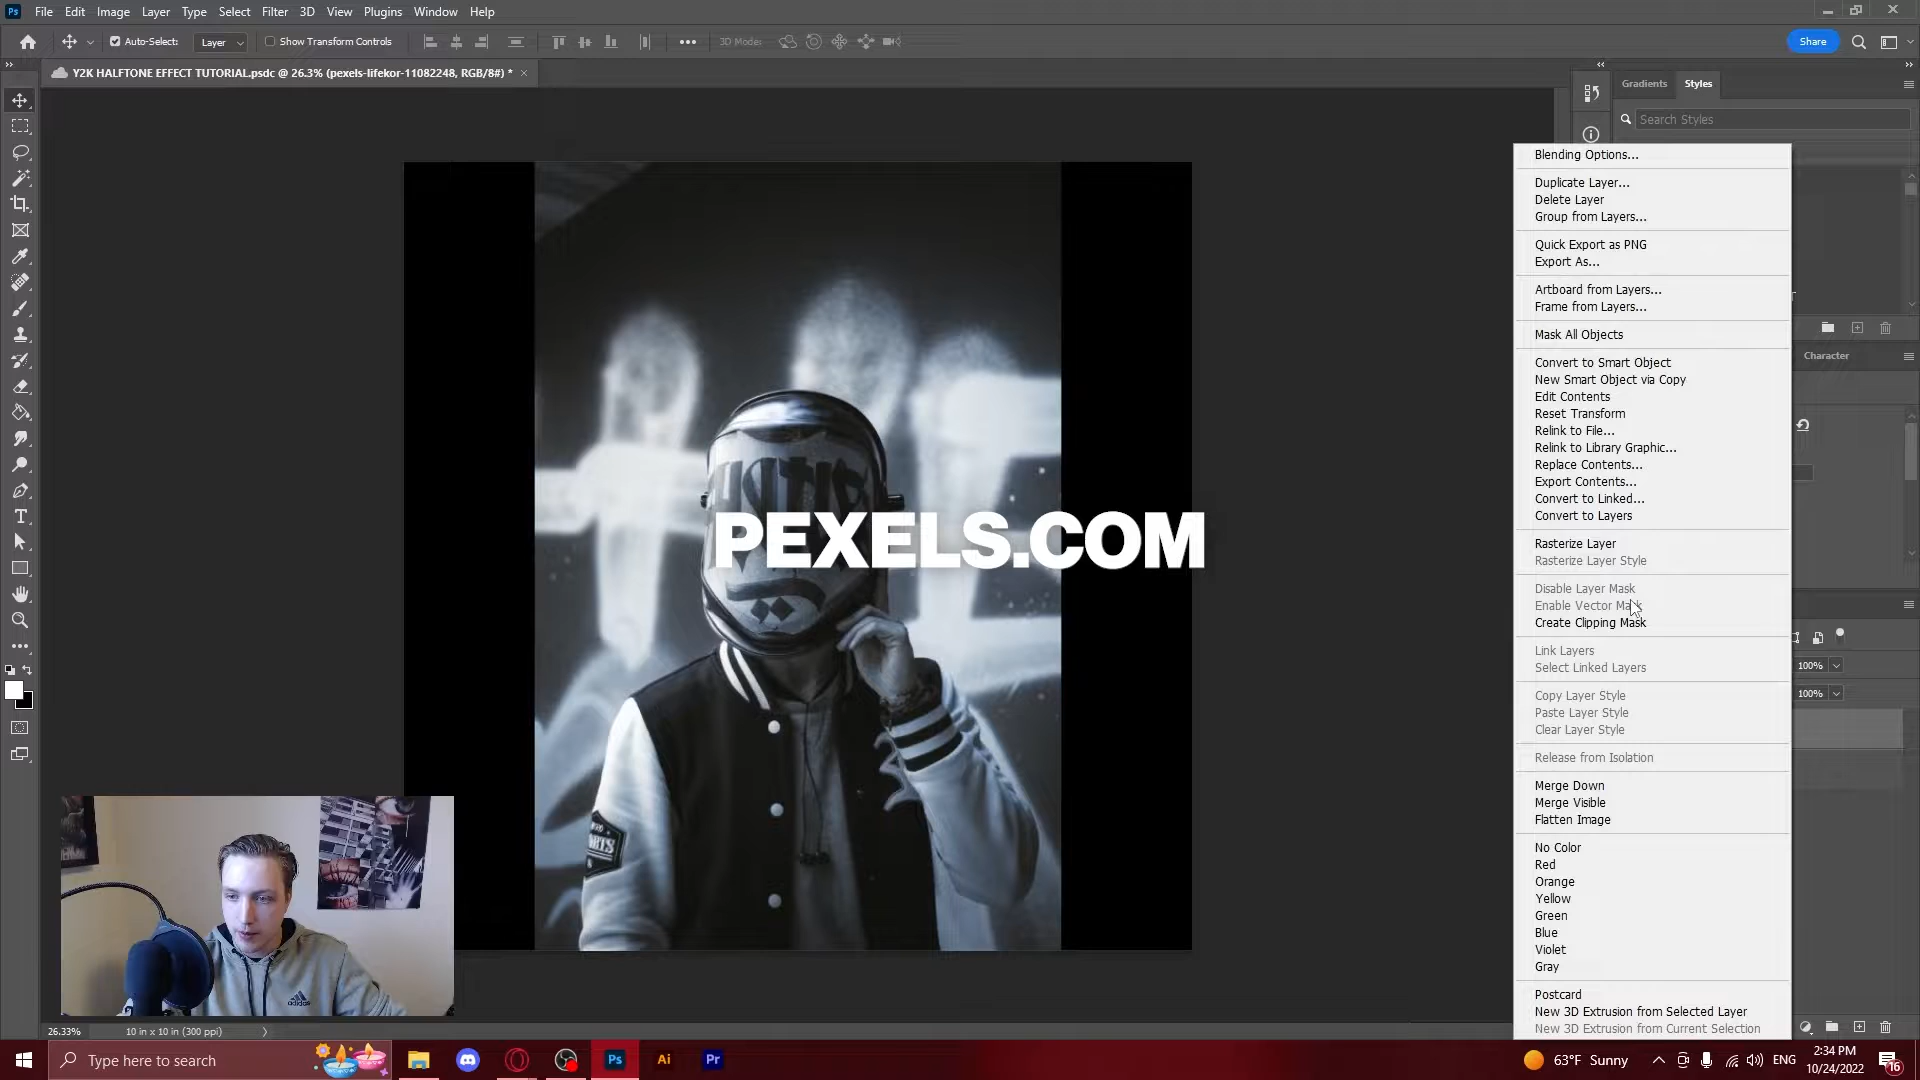 Ps File Edit Image Layer Type Select Filter 3D View Plugins Window Help
Auto-Select: Layer Show Transform Controls 3D Mode: Share
Y2K HALFTONE EFFECT TUTORIAL.psdc @ 26.3% (pexels-lifekor-11082248, RGB/8#) *
Gradients Styles
Search Styles
Blending Options...
Duplicate Layer...
Delete Layer
Group from Layers...
Quick Export as PNG
Export As...
Artboard from Layers...
Frame from Layers...
Mask All Objects
Character
Convert to Smart Object
New Smart Object via Copy
Edit Contents
Reset Transform
Relink to File...
Relink to Library Graphic...
Replace Contents...
Export Contents...
Convert to Linked...
Convert to Layers
PEXELS.COM
Rasterize Layer
Rasterize Layer Style
Disable Layer Mask
Enable Vector Mask
Create Clipping Mask
Link Layers
100%
Select Linked Layers
Copy Layer Style
100%
Paste Layer Style
Clear Layer Style
Release from Isolation
Merge Down
Merge Visible
Flatten Image
No Color
Red
Orange
Yellow
Green
Blue
Violet
Gray
Postcard
New 3D Extrusion from Selected Layer
New 3D Extrusion from Current Selection
adidas
26.33% 10 in x 10 in (300 ppi)
Type here to search Ps Ai Pr 63°F Sunny ENG 2:34 PM
10/24/2022
16